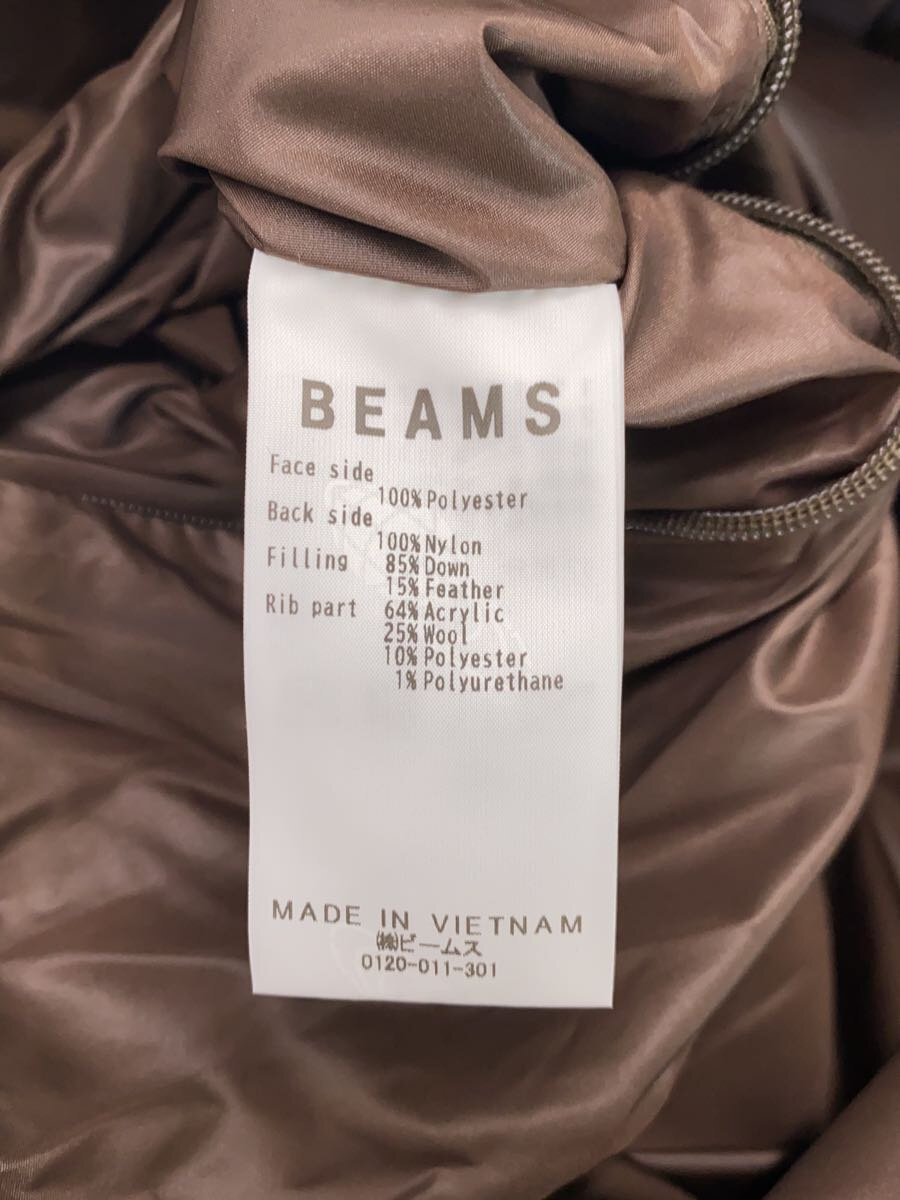 BEAMS
Face side
100% Polyester
Back side
100% Nylon
Filling 85% Down
15% Feather
Rib part 64% Acrylic
25% Wool
10% Polyester
1% Polyurethane
MADE IN VIETNAM
㈱ビームス
0120-011-301